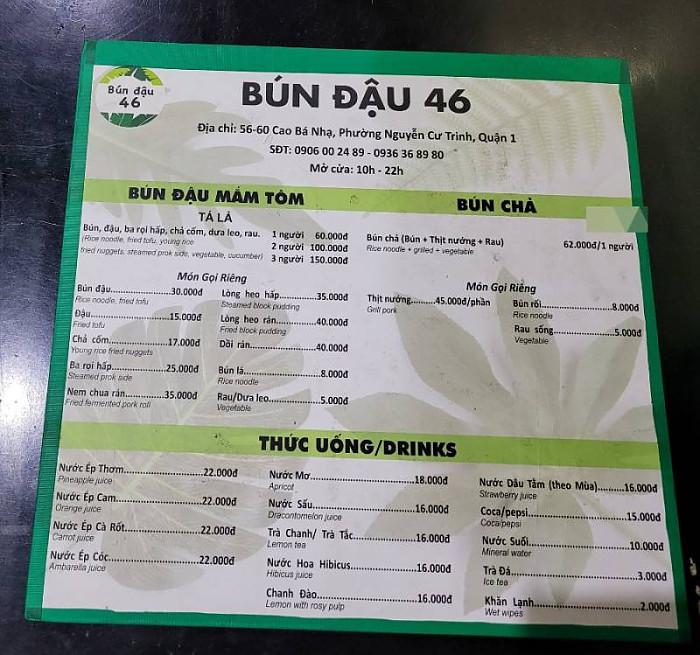 Bún đậu
46
BÚN ĐẬU 46
Địa chỉ: 56-60 Cao Bá Nhạ, Phường Nguyễn Cư Trinh, Quận 1
SĐT: 0906 00 24 89 - 0936 36 89 80
Mở cửa: 10h - 22h
BÚN ĐẬU MẮM TÔM
TÁ LẢ
Bún, đậu, ba rọi hấp, chả cốm, dưa leo, rau. 1 người 60.000đ
(Rice noodle, fried tofu, young rice 2 người 100.000đ
fried nuggets, steamed prok side, vegetable, cucumber) 3 người 150.000đ
Món Gọi Riêng
Bún đậu....................30.000đ
Rice noodle, fried tofu
Đậu....................15.000đ
Fried tofu
Chả cốm....................17.000đ
Young rice fried nuggets
Ba rọi hấp....................25.000đ
Steamed prok side
Nem chua rán..........35.000đ
Fried fermented pork roll
Lòng heo hấp..........35.000đ
Steamed block pudding
Lòng heo rán..........40.000đ
Fried block pudding
Dồi rán....................40.000đ
Bún lá....................8.000đ
Rice noodle
Rau/Dưa leo....................5.000đ
Vegetable
BÚN CHẢ
Bún chả (Bún + Thịt nướng + Rau) 62.000đ/1 người
Rice noodle + grilled + vegetable
Món Gọi Riêng
Thịt nướng........45.000đ/phần
Grill pork
Bún rối....................8.000đ
Rice noodle
Rau sống....................5.000đ
Vegetable
THỨC UỐNG/DRINKS
Nước Ép Thơm....................22.000đ
Pineapple juice
Nước Ép Cam....................22.000đ
Orange juice
Nước Ép Cà Rốt....................22.000đ
Carrot juice
Nước Ép Cóc....................22.000đ
Ambarella juice
Nước Mơ....................18.000đ
Apricot
Nước Sấu....................16.000đ
Dracontomelon juice
Trà Chanh/ Trà Tắc....................16.000đ
Lemon tea
Nước Hoa Hibicus....................16.000đ
Hibicus juice
Chanh Đào....................16.000đ
Lemon with rosy pulp
Nước Dâu Tằm (theo Mùa)..........16.000đ
Strawberry juice
Coca/pepsi....................15.000đ
Coca/pepsi
Nước Suối....................10.000đ
Mineral water
Trà Đá....................3.000đ
Ice tea
Khăn Lạnh....................2.000đ
Wet wipes